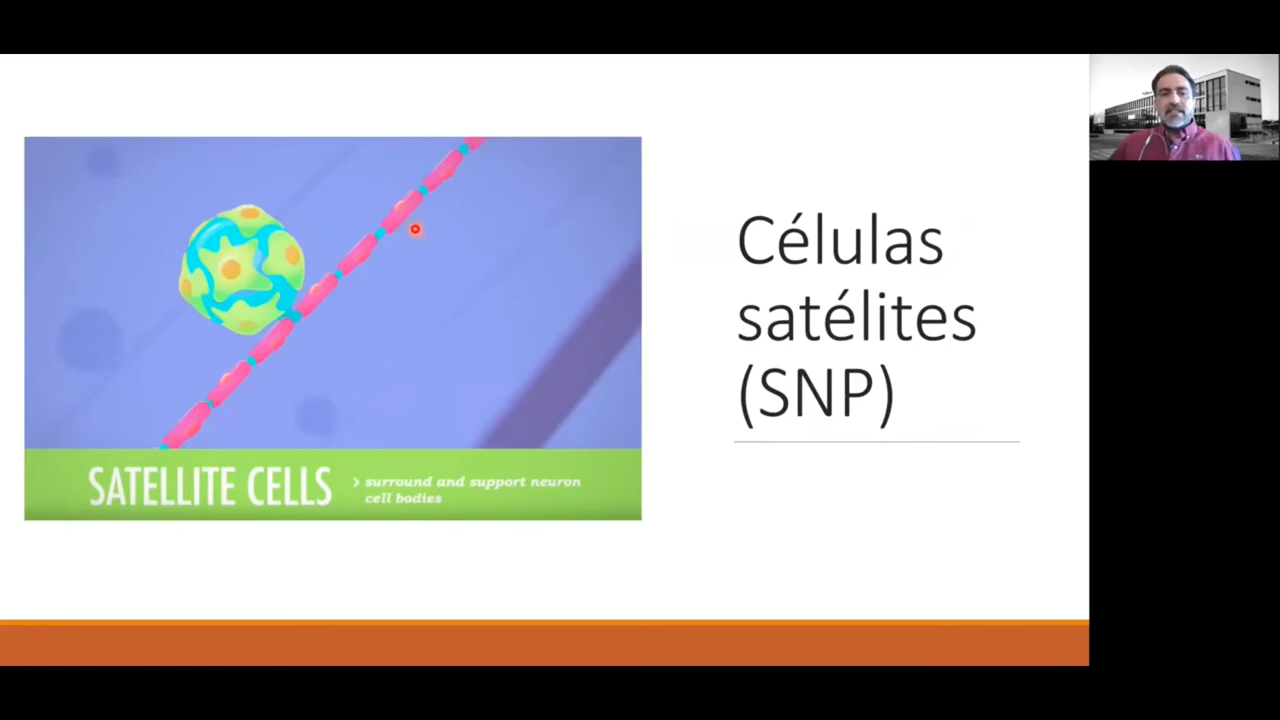 SATELLITE CELLS
> surround and support neuron
cell bodies
Células
satélites
(SNP)